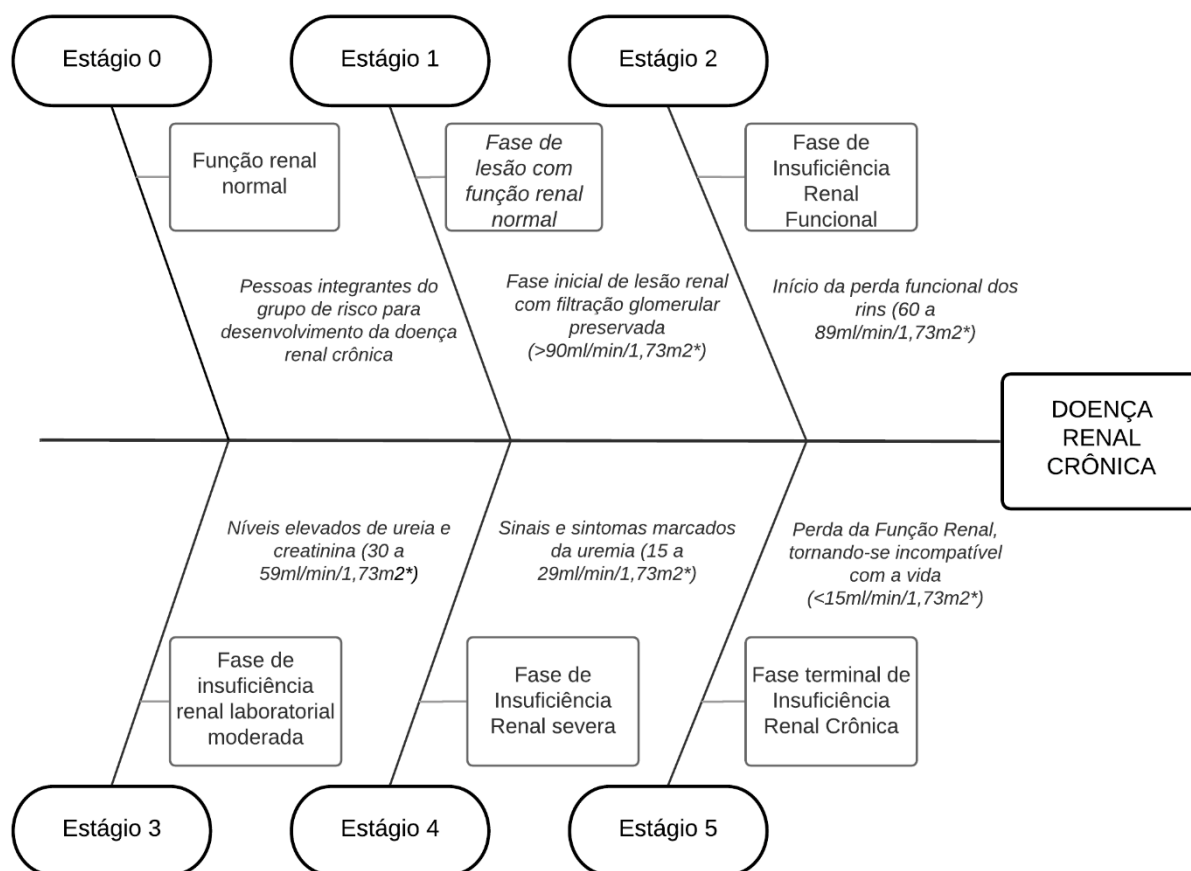 Estágio 0
Estágio 1
Estágio 2
Função renal
normal
Fase de
lesão com
função renal
normal
Fase de
Insuficiência
Renal
Funcional
Pessoas integrantes do
grupo de risco para
desenvolvimento da doença
renal crônica
Fase inicial de lesão renal
com filtração glomerular
preservada
(>90ml/min/1,73m2*)
Início da perda funcional dos
rins (60 a
89ml/min/1,73m2*)
DOENÇA
RENAL
CRÔNICA
Níveis elevados de ureia e
creatinina (30 a
59ml/min/1,73m2*)
Sinais e sintomas marcados
da uremia (15 a
29ml/min/1,73m2*)
Perda da Função Renal,
tornando-se incompatível
com a vida
(<15ml/min/1,73m2*)
Fase de
insuficiência
renal laboratorial
moderada
Fase de
Insuficiência
Renal severa
Fase terminal de
Insuficiência
Renal Crônica
Estágio 3
Estágio 4
Estágio 5